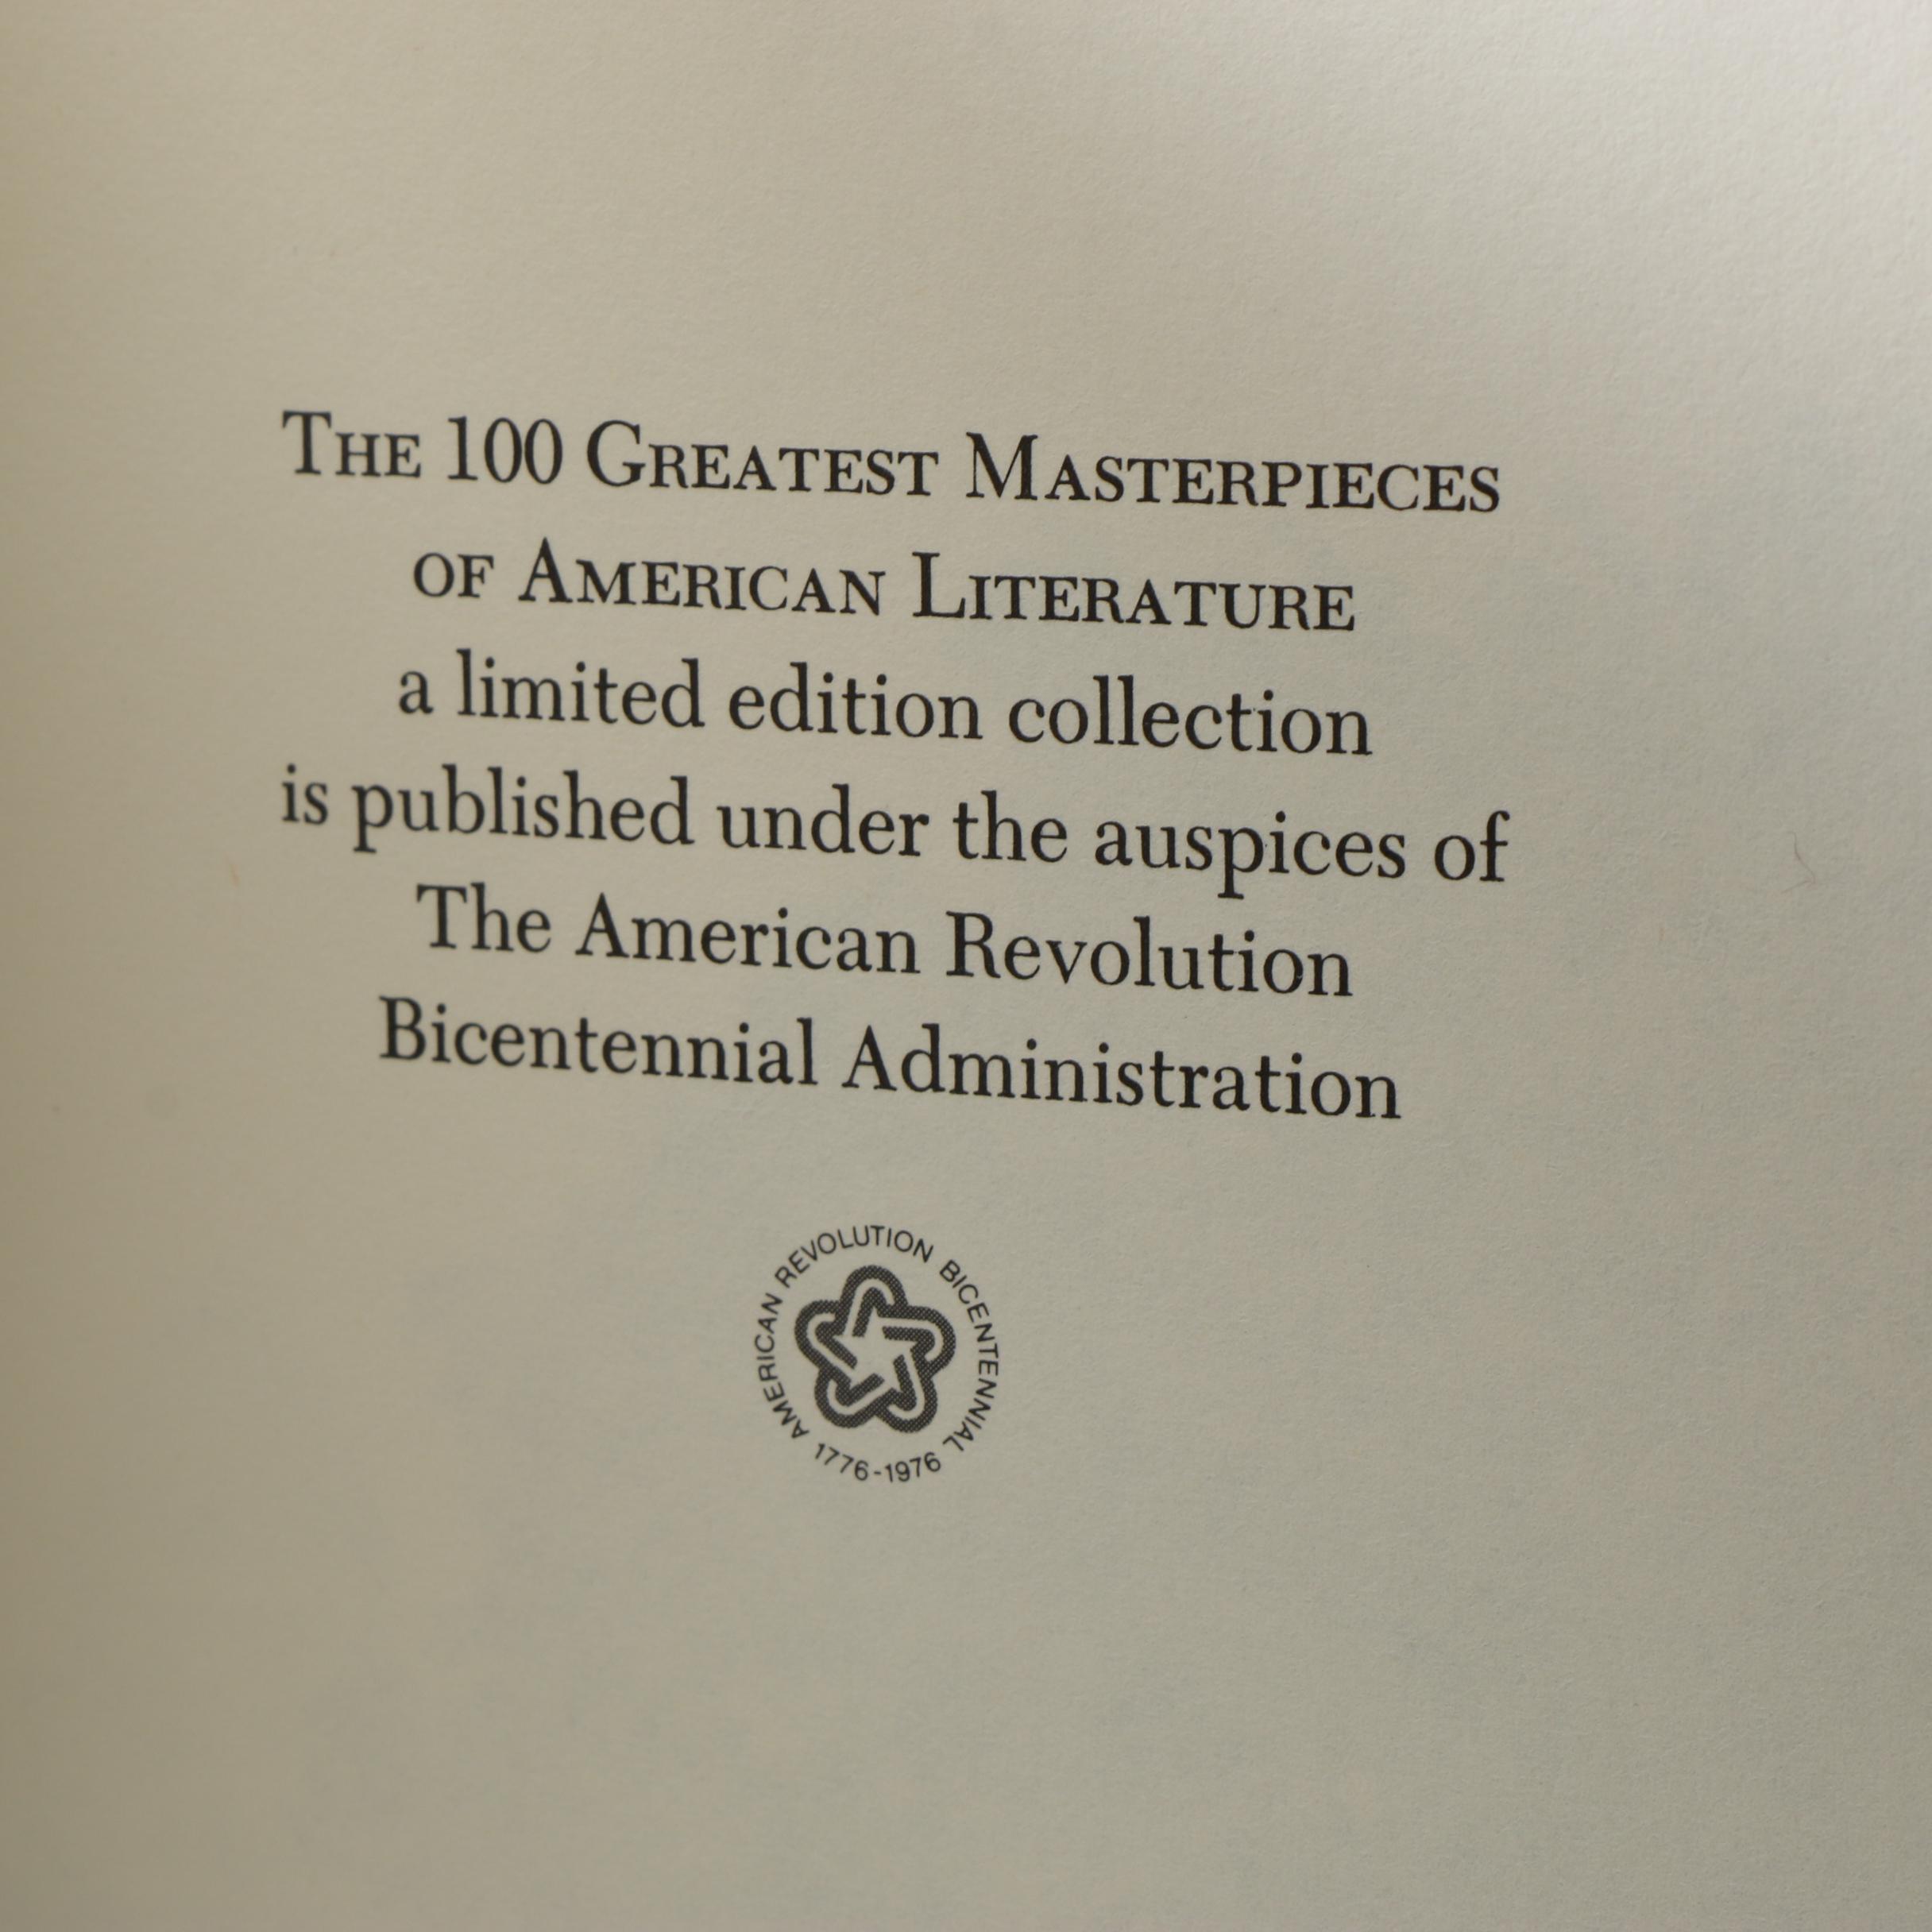 THE 100 GREATEST MASTERPIECES
OF AMERICAN LITERATURE
a limited edition collection
is published under the auspices of
The American Revolution
Bicentennial Administration
AMERICAN REVOLUTION BICENTENNIAL
1776-1976